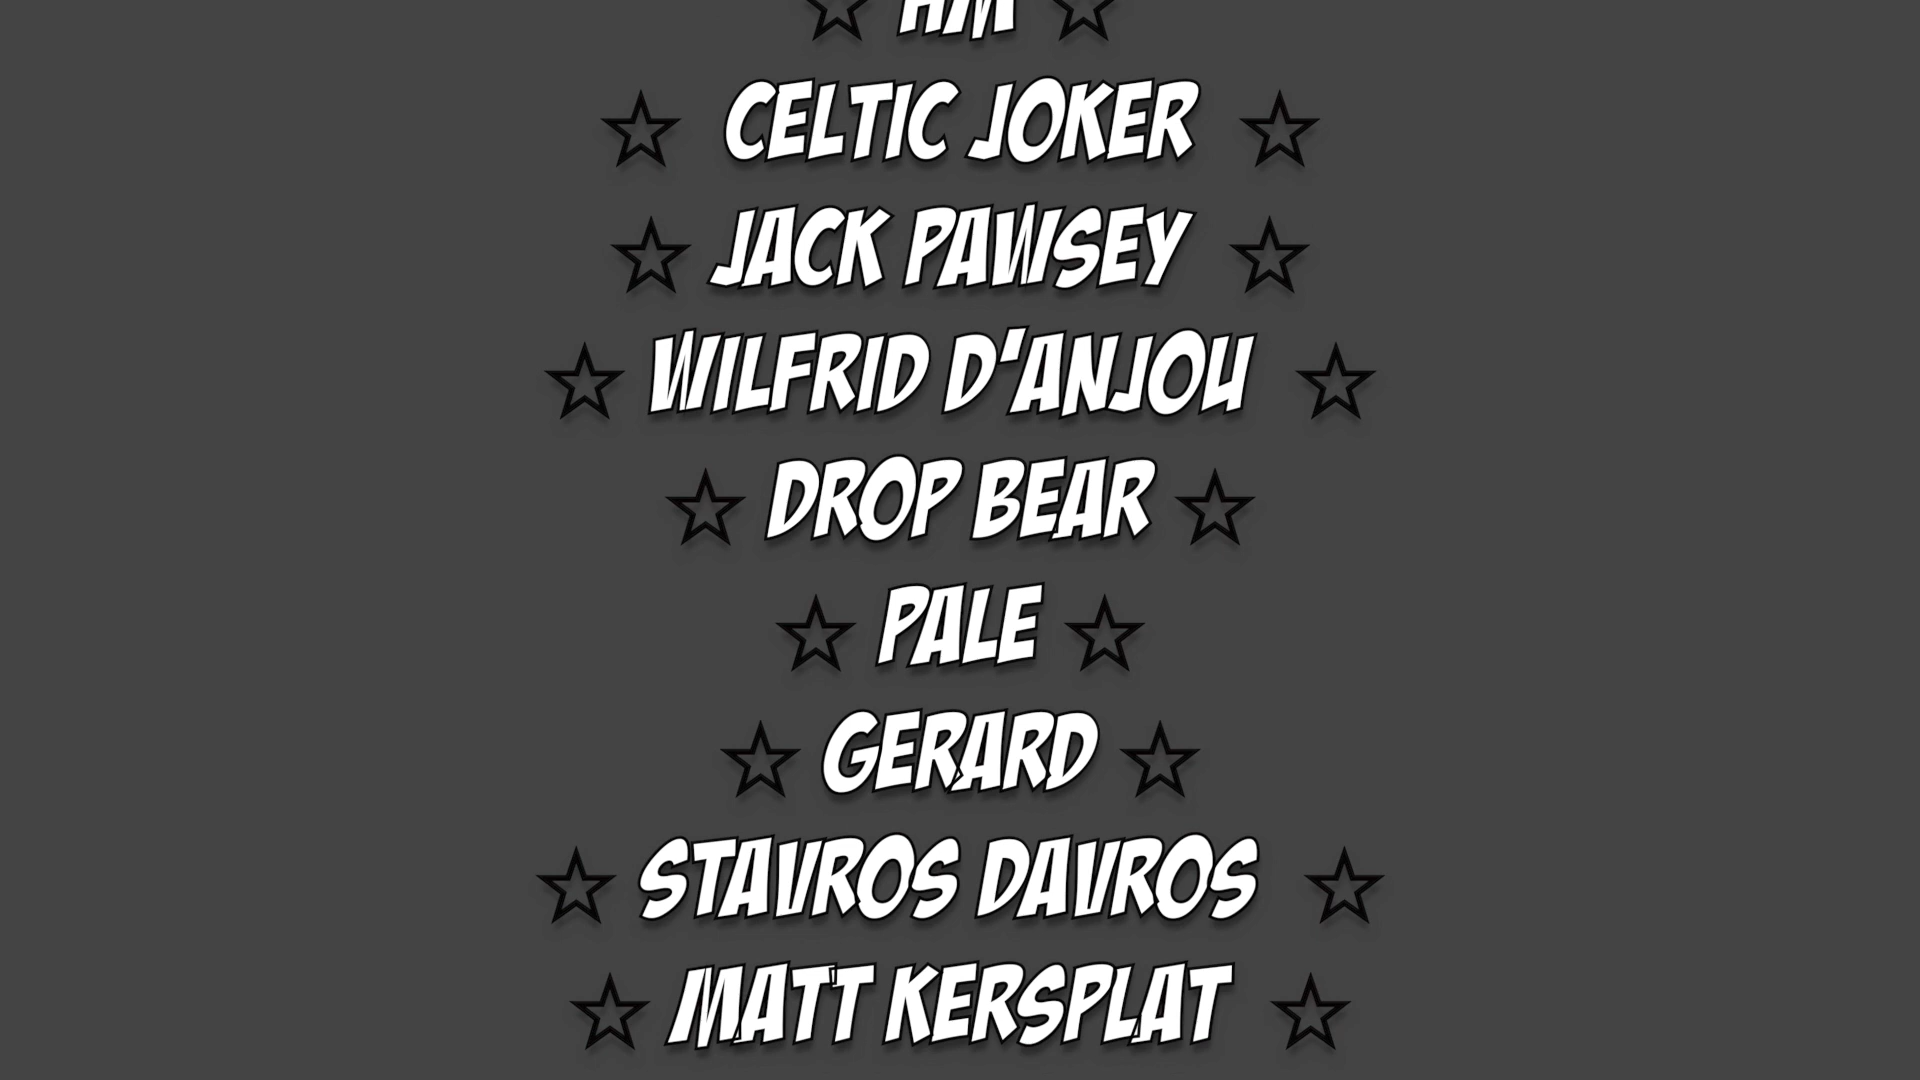 ☆ CELTIC JOKER ☆
☆ JACK PAWSEY ☆
☆ WILFRID D'ANJOU ☆
☆ DROP BEAR ☆
☆ PALE ☆
☆ GERARD ☆
☆ STAVROS DAVROS ☆
☆ MATT KERSPLAT ☆